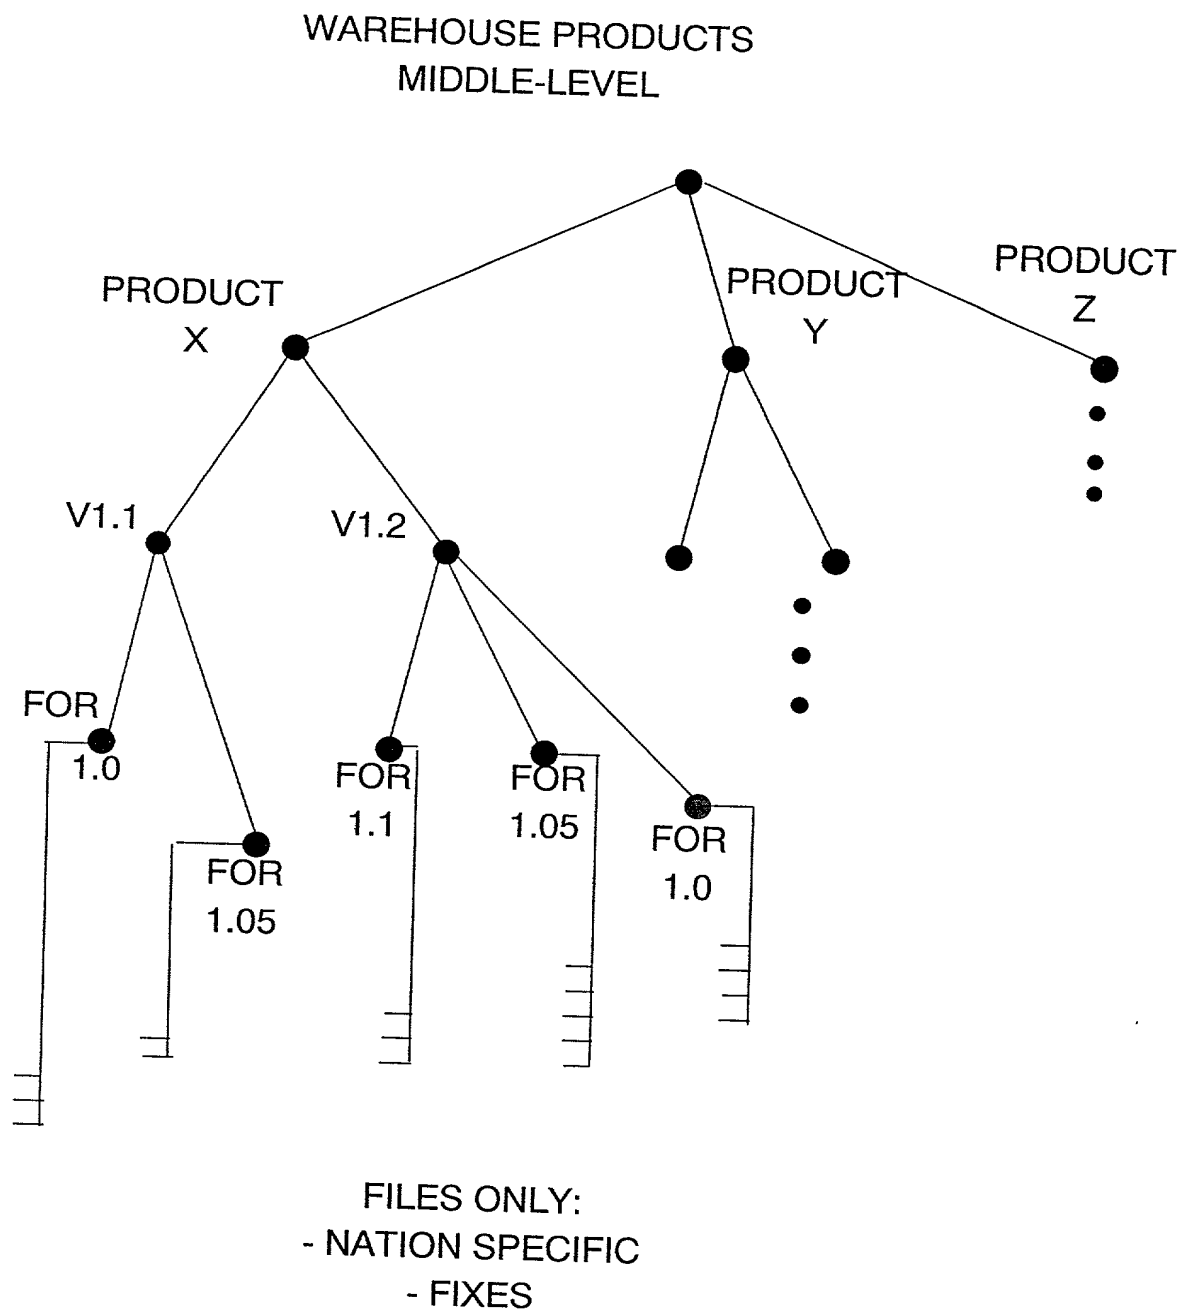 WAREHOUSE PRODUCTS
MIDDLE-LEVEL
PRODUCT
X
PRODUCT
Y
PRODUCT
Z
V1.1
V1.2
FOR
1.0
FOR
1.05
FOR
1.1
FOR
1.05
FOR
1.0
FILES ONLY:
- NATION SPECIFIC
- FIXES